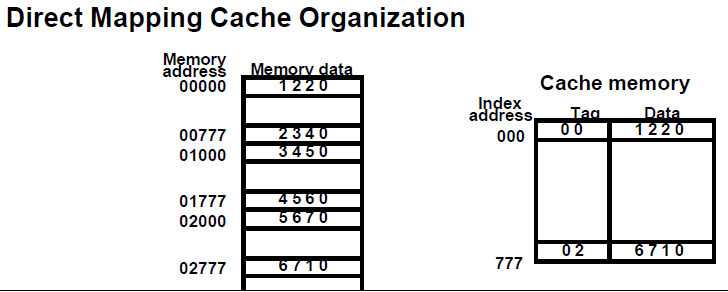 Direct Mapping Cache Organization
Memory
address Memory data
00000 1 2 2 0
00777 2 3 4 0
01000 3 4 5 0
01777 4 5 6 0
02000 5 6 7 0
02777 6 7 1 0
Cache memory
Index
address Tag Data
000 0 0 1 2 2 0
777 0 2 6 7 1 0